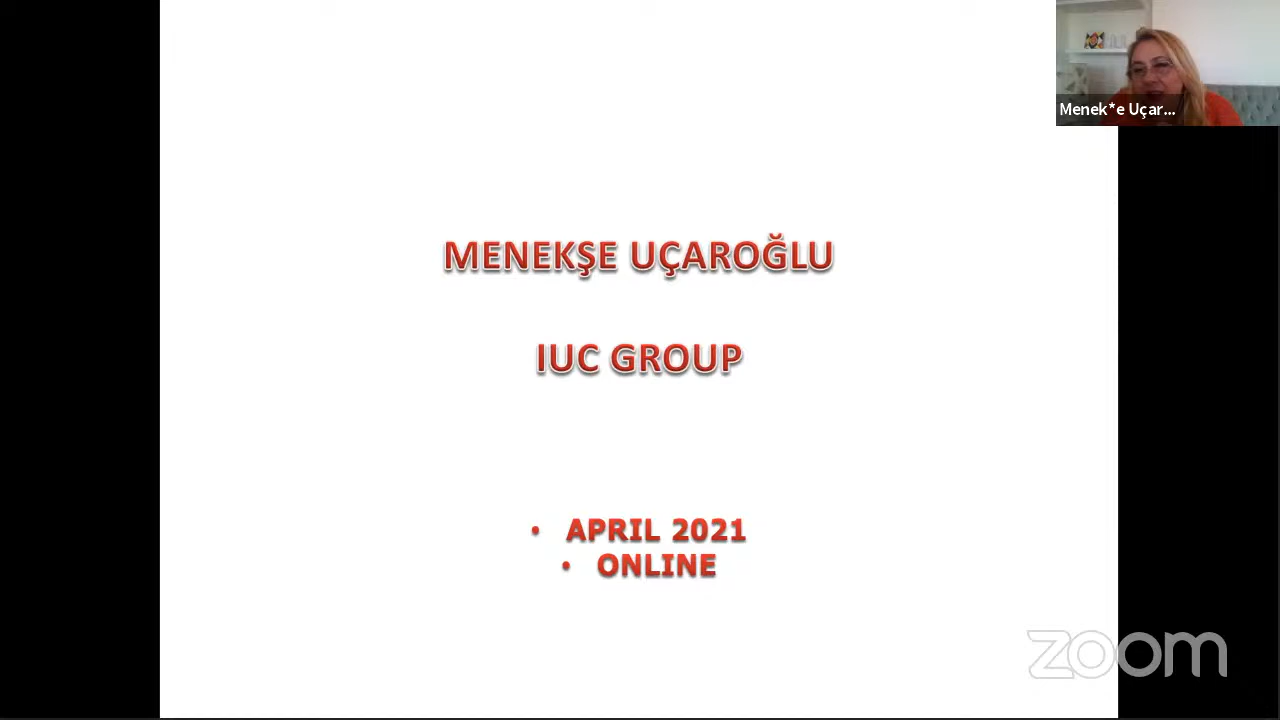 Menek*e Uçar...
MENEKŞE UÇAROĞLU
IUC GROUP
• APRIL 2021
• ONLINE
zoom